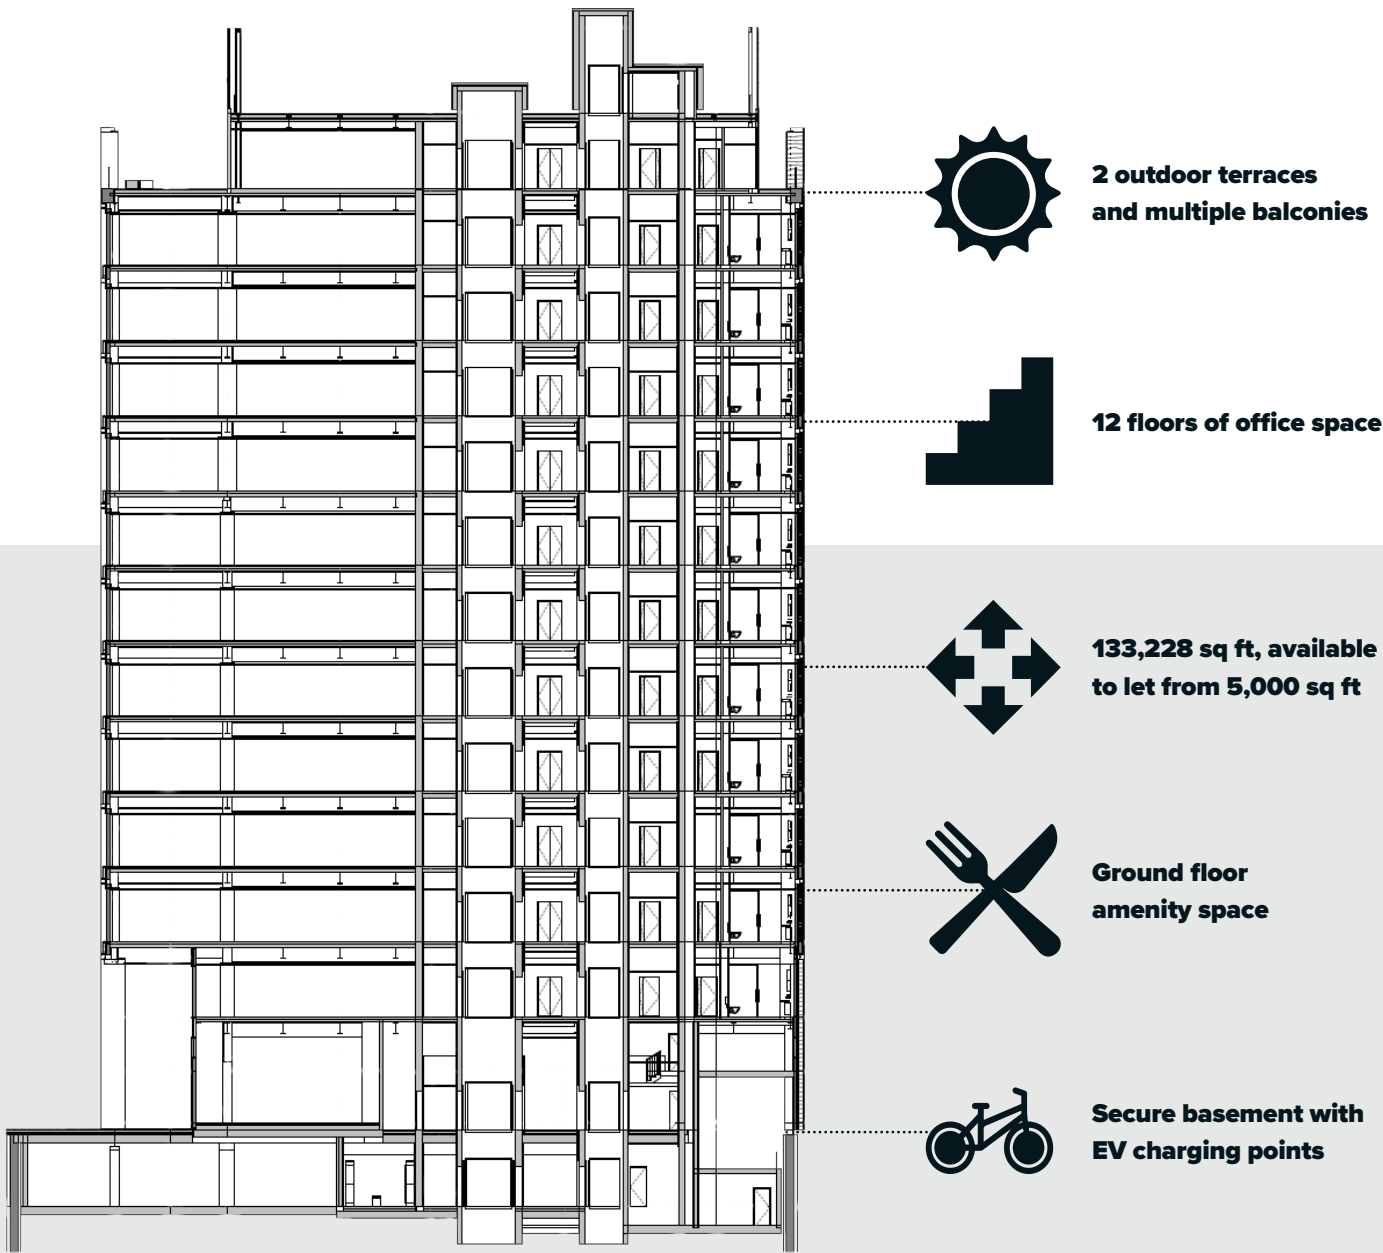 2 outdoor terraces
and multiple balconies
12 floors of office space
133,228 sq ft, available
to let from 5,000 sq ft
Ground floor
amenity space
Secure basement with
EV charging points